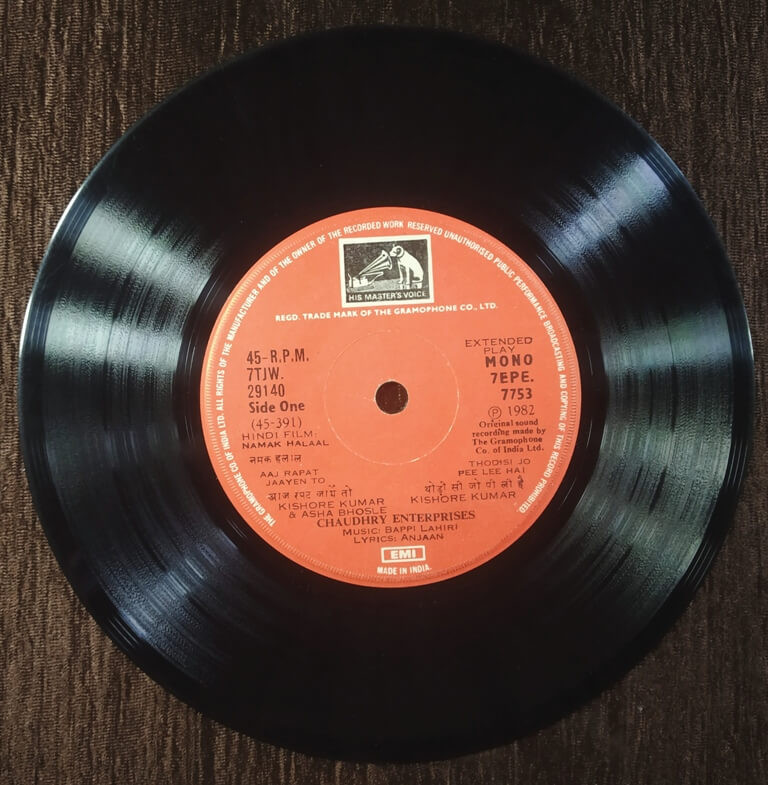 THE GRAMOPHONE CO. OF INDIA LTD. ALL RIGHTS OF THE MANUFACTURER AND OF THE OWNER OF THE RECORDED WORK RESERVED UNAUTHORISED PUBLIC PERFORMANCE BROADCASTING AND COPYING OF THIS RECORD PROHIBITED
HIS MASTER'S VOICE
REGD. TRADE MARK OF THE GRAMOPHONE CO., LTD.
45-R.P.M.
7TJW.
29140
Side One
(45-391)
HINDI FILM:
NAMAK HALAAL
नमक हलाल
AAJ RAPAT
JAAYEN TO
आज रपट जायें तो
KISHORE KUMAR
& ASHA BHOSLE
EXTENDED
PLAY
MONO
7EPE.
7753
℗ 1982
Original sound
recording made by
The Gramophone
Co. of India Ltd.
THODISI JO
PEE LEE HAI
थोड़ी सी जो पी ली है
KISHORE KUMAR
CHAUDHRY ENTERPRISES
MUSIC: BAPPI LAHIRI
LYRICS: ANJAAN
EMI
MADE IN INDIA.